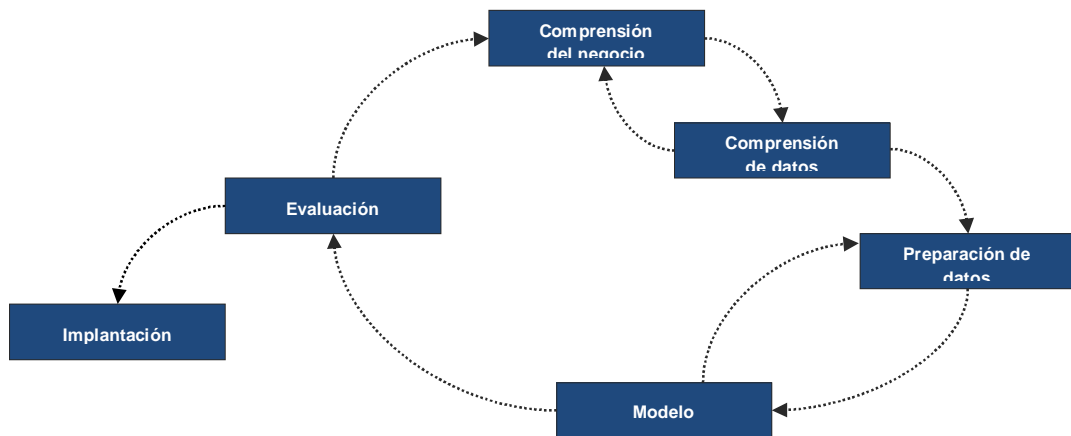 Comprensión
del negocio
Comprensión
de datos
Evaluación
Preparación de
datos
Implantación
Modelo